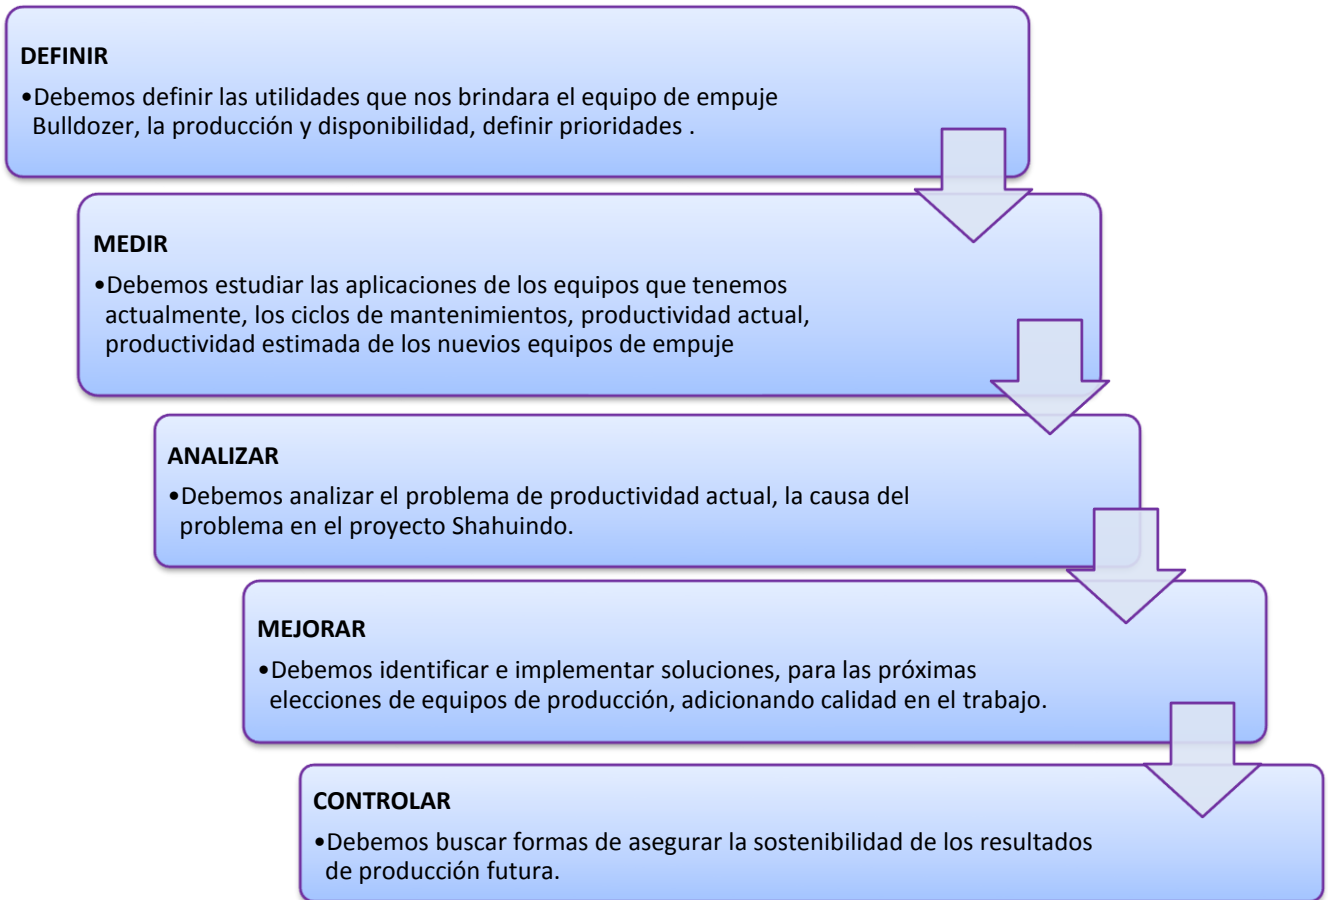 DEFINIR
•Debemos definir las utilidades que nos brindara el equipo de empuje
Bulldozer, la producción y disponibilidad, definir prioridades .
MEDIR
•Debemos estudiar las aplicaciones de los equipos que tenemos
actualmente, los ciclos de mantenimientos, productividad actual,
productividad estimada de los nuevios equipos de empuje
ANALIZAR
•Debemos analizar el problema de productividad actual, la causa del
problema en el proyecto Shahuindo.
MEJORAR
•Debemos identificar e implementar soluciones, para las próximas
elecciones de equipos de producción, adicionando calidad en el trabajo.
CONTROLAR
•Debemos buscar formas de asegurar la sostenibilidad de los resultados
de producción futura.